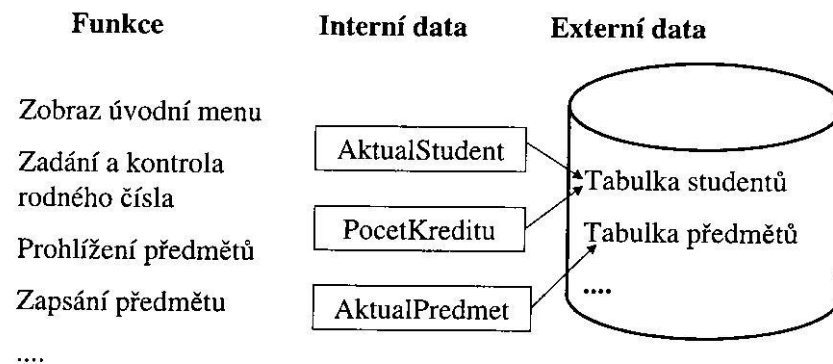 Funkce
Interní data
Externí data
Zobraz úvodní menu
Zadání a kontrola
rodného čísla
Prohlížení předmětů
Zapsání předmětu
....
AktualStudent
PocetKreditu
AktualPredmet
Tabulka studentů
Tabulka předmětů
....